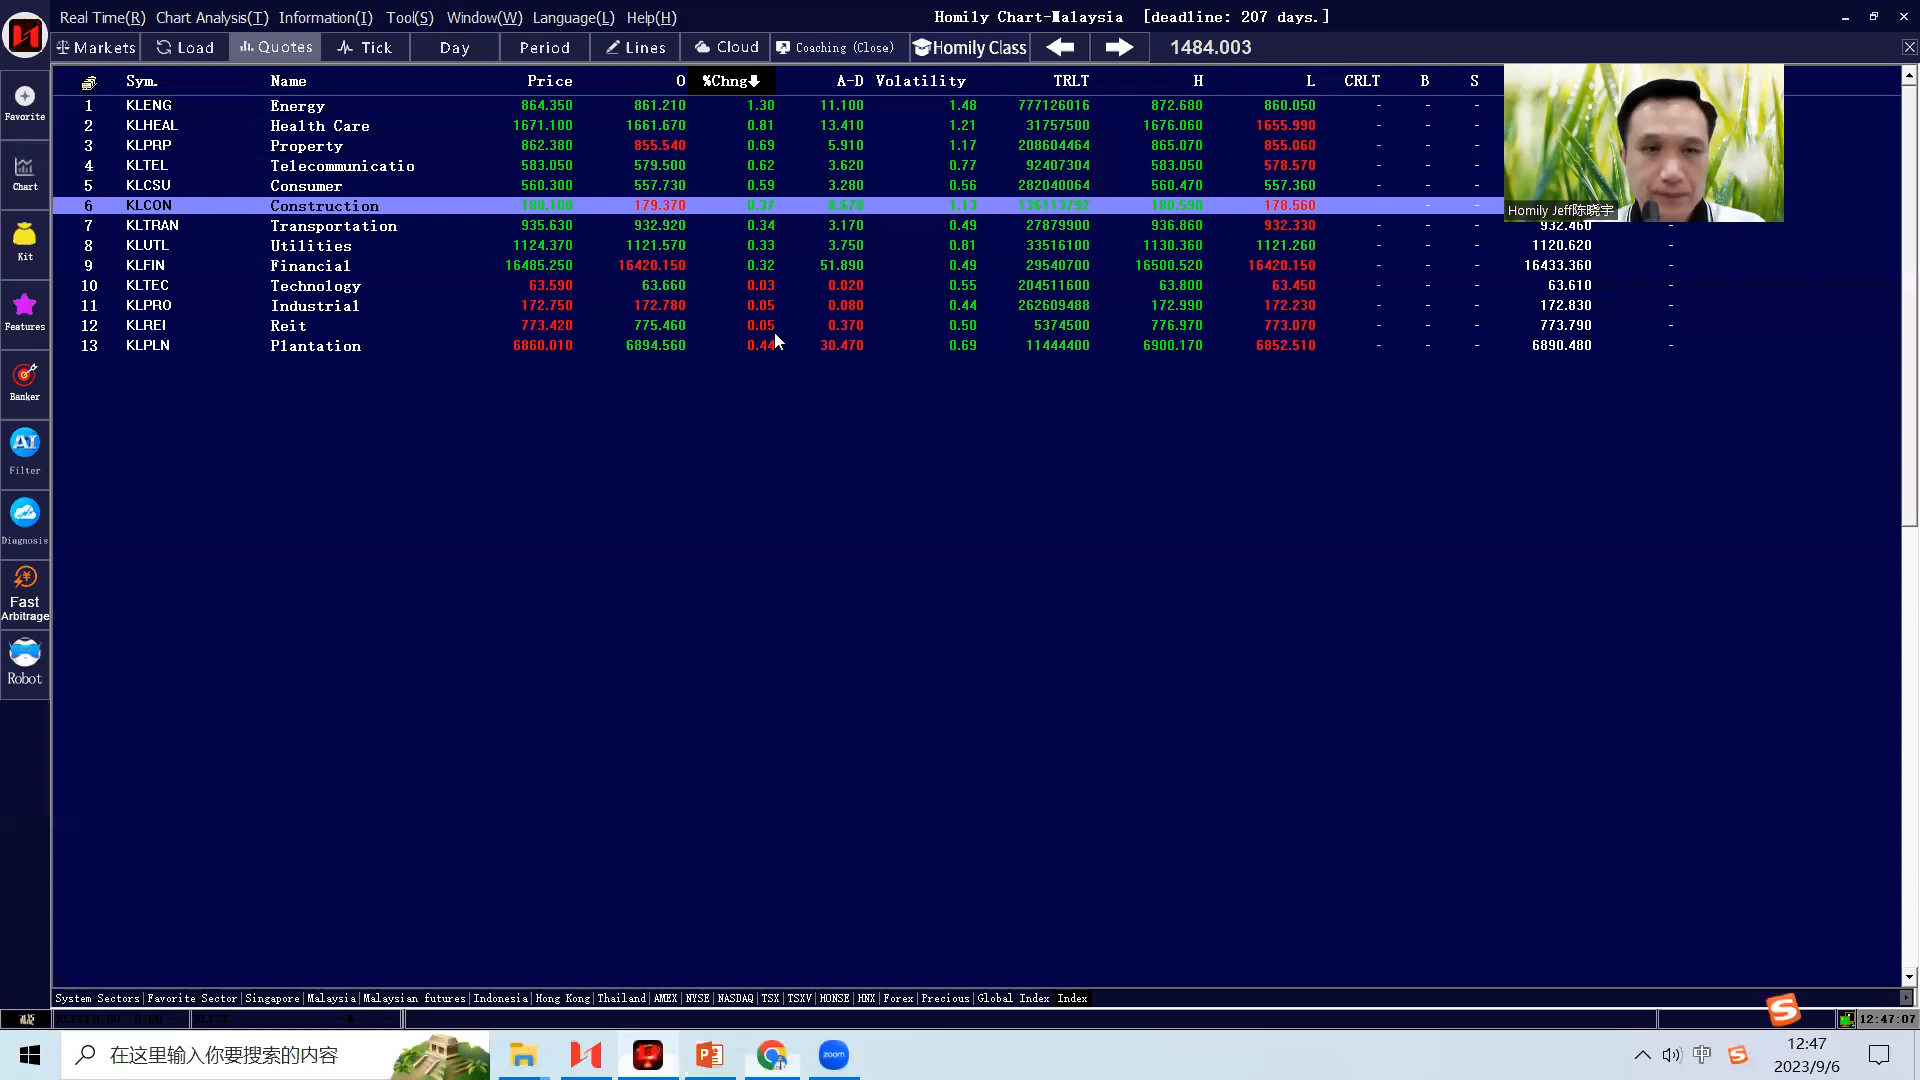 Real Time(R) Chart Analysis(T) Information(I) Tool(S) Window(W) Language(L) Help(H) Homily Chart-Malaysia [deadline: 207 days.]
Markets Load Quotes Tick Day Period Lines Cloud Coaching (Close) Homily Class 1484.003
Sym. Name Price O %Chng A-D Volatility TRLT H L CRLT B S
1 KLENG Energy 864.350 861.210 1.30 11.100 1.48 777126016 872.680 860.050 - - -
2 KLHEAL Health Care 1671.100 1661.670 0.81 13.410 1.21 31757500 1676.060 1655.990 - - -
3 KLPRP Property 862.380 855.540 0.69 5.910 1.17 208604464 865.070 855.060 - - -
4 KLTEL Telecommunicatio 583.050 579.500 0.62 3.620 0.77 92407304 583.050 578.570 - - -
5 KLCSU Consumer 560.300 557.730 0.59 3.280 0.56 282040064 560.470 557.360 - - -
6 KLCON Construction 180.100 179.370 0.37 0.670 1.13 136113792 180.590 178.560 - - -
7 KLTRAN Transportation 935.630 932.920 0.34 3.170 0.49 27879900 936.860 932.330 - - - 932.460 -
8 KLUTL Utilities 1124.370 1121.570 0.33 3.750 0.81 33516100 1130.360 1121.260 - - - 1120.620 -
9 KLFIN Financial 16485.250 16420.150 0.32 51.890 0.49 29540700 16500.520 16420.150 - - - 16433.360 -
10 KLTEC Technology 63.590 63.660 0.03 0.020 0.55 204511600 63.800 63.450 - - - 63.610 -
11 KLPRO Industrial 172.750 172.780 0.05 0.080 0.44 262609488 172.990 172.230 - - - 172.830 -
12 KLREI Reit 773.420 775.460 0.05 0.370 0.50 5374500 776.970 773.070 - - - 773.790 -
13 KLPLN Plantation 6860.010 6894.560 0.44 30.470 0.69 11444400 6900.170 6852.510 - - - 6890.480 -
Homily Jeff陈晓宇
Favorite
Chart
Kit
Features
Banker
AI
Filter
Diagnosis
Fast
Arbitrage
Robot
System Sectors Favorite Sector Singapore Malaysia Malaysian futures Indonesia Hong Kong Thailand AMEX NYSE NASDAQ TSX TSXV HONSE HNX Forex Precious Global Index Index
12:47:07
在这里输入你要搜索的内容
zoom
中
12:47
2023/9/6